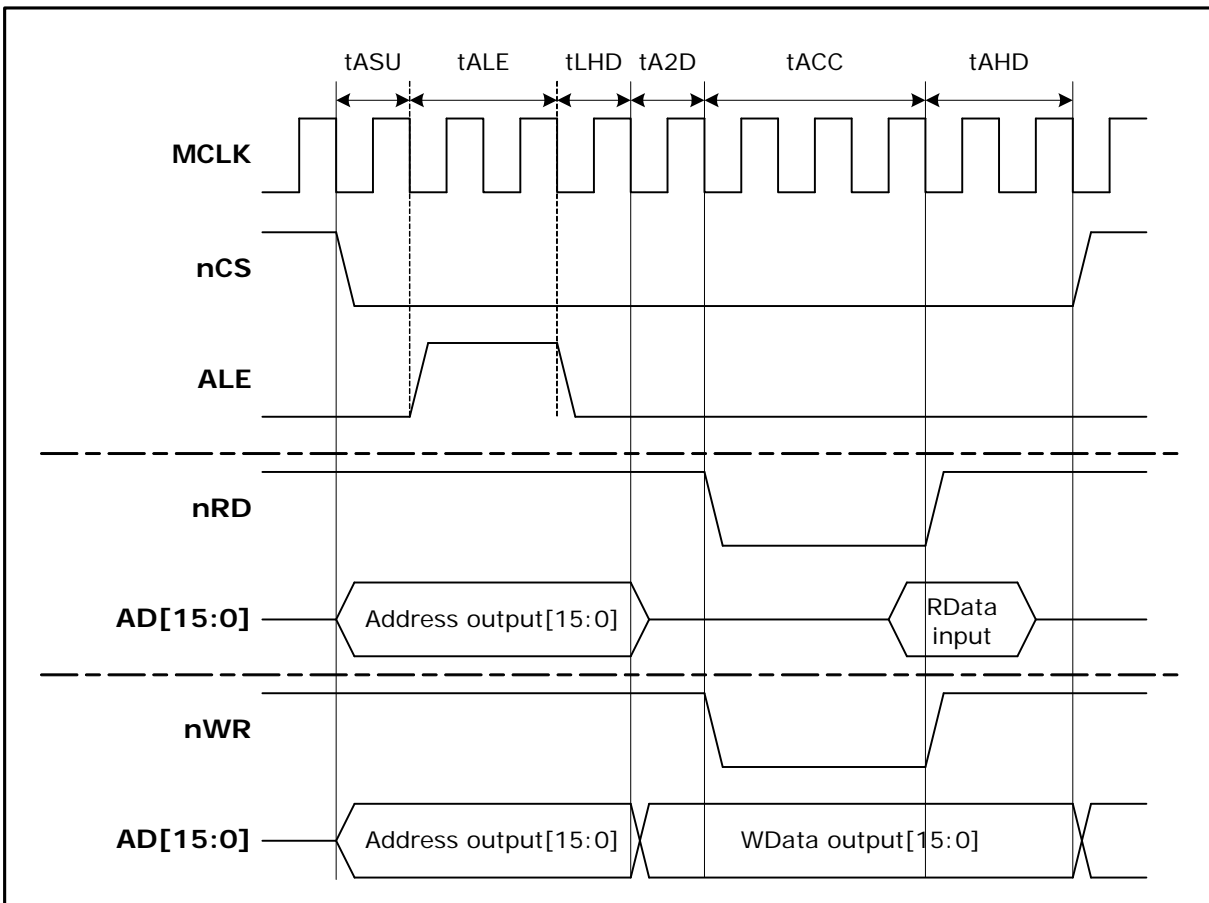 tASU tALE tLHD tA2D tACC tAHD
MCLK
nCS
ALE
nRD
AD[15:0] Address output[15:0] RData
input
nWR
AD[15:0] Address output[15:0] WData output[15:0]